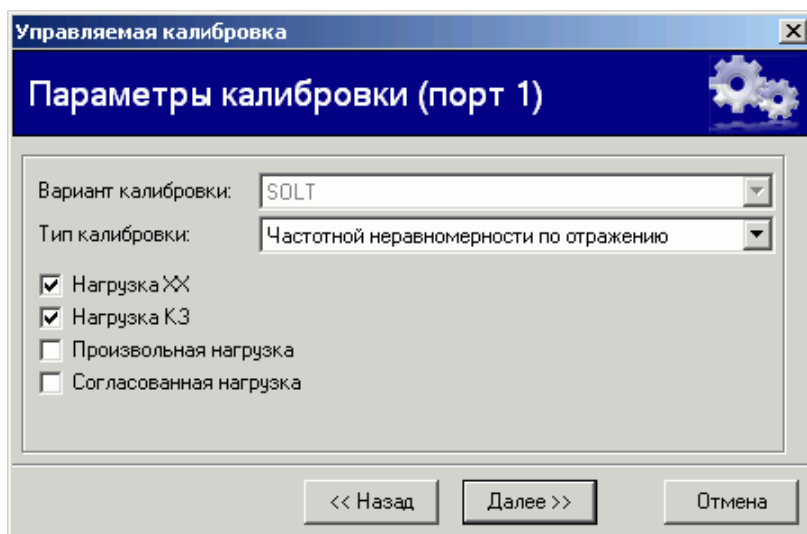 Управляемая калибровка
Параметры калибровки (порт 1)
Вариант калибровки: SOLT
Тип калибровки: Частотной неравномерности по отражению
Нагрузка XX
Нагрузка КЗ
Произвольная нагрузка
Согласованная нагрузка
<< Назад Далее >> Отмена